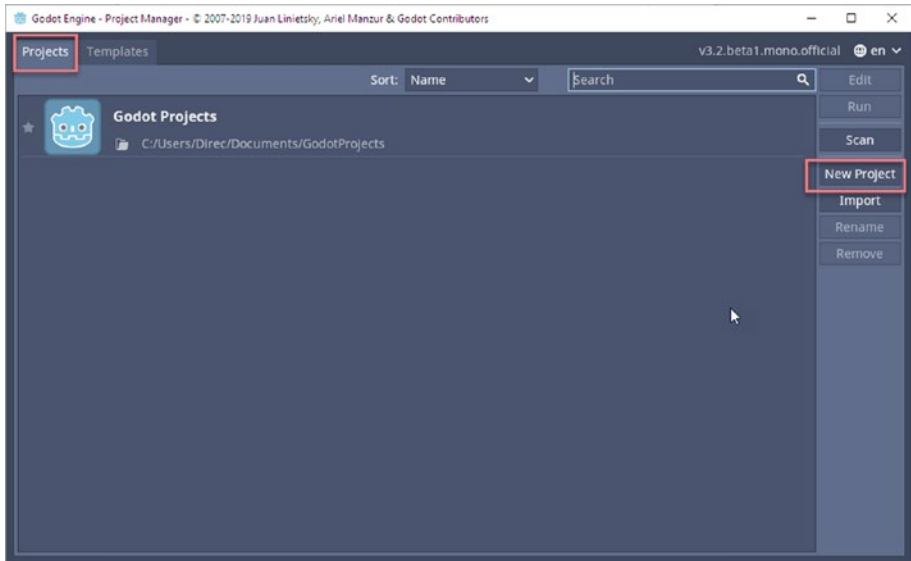 Godot Engine - Project Manager - © 2007-2019 Juan Linietsky, Ariel Manzur & Godot Contributors
Projects Templates v3.2.beta1.mono.official en
Sort: Name Search Edit
Run
Godot Projects
C:/Users/Direc/Documents/GodotProjects Scan
New Project
Import
Rename
Remove